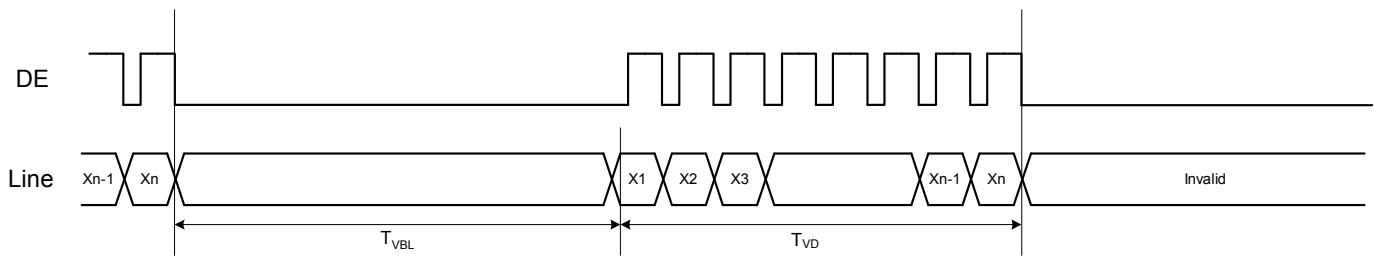 DE
Line
Xn-1 Xn X1 X2 X3 Xn-1 Xn Invalid
TVBL TVD